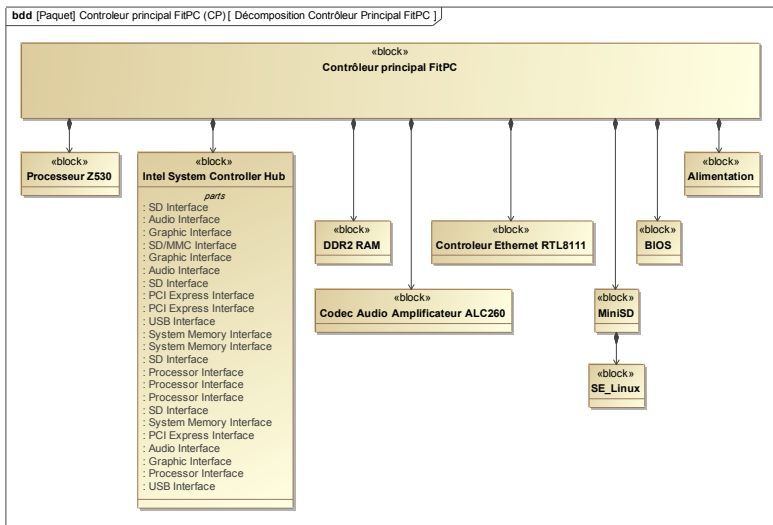 bdd [Paquet] Controleur principal FitPC (CP) [ Décomposition Contrôleur Principal FitPC ]
«block»
Contrôleur principal FitPC
«block»
Processeur Z530
«block»
Intel System Controller Hub
parts
: SD Interface
: Audio Interface
: Graphic Interface
: SD/MMC Interface
: Graphic Interface
: Audio Interface
: SD Interface
: PCI Express Interface
: PCI Express Interface
: USB Interface
: System Memory Interface
: System Memory Interface
: SD Interface
: Processor Interface
: Processor Interface
: Processor Interface
: SD Interface
: System Memory Interface
: PCI Express Interface
: Audio Interface
: Graphic Interface
: Processor Interface
: USB Interface
«block»
Alimentation
«block»
DDR2 RAM
«block»
Controleur Ethernet RTL8111
«block»
BIOS
«block»
Codec Audio Amplificateur ALC260
«block»
MiniSD
«block»
SE_Linux